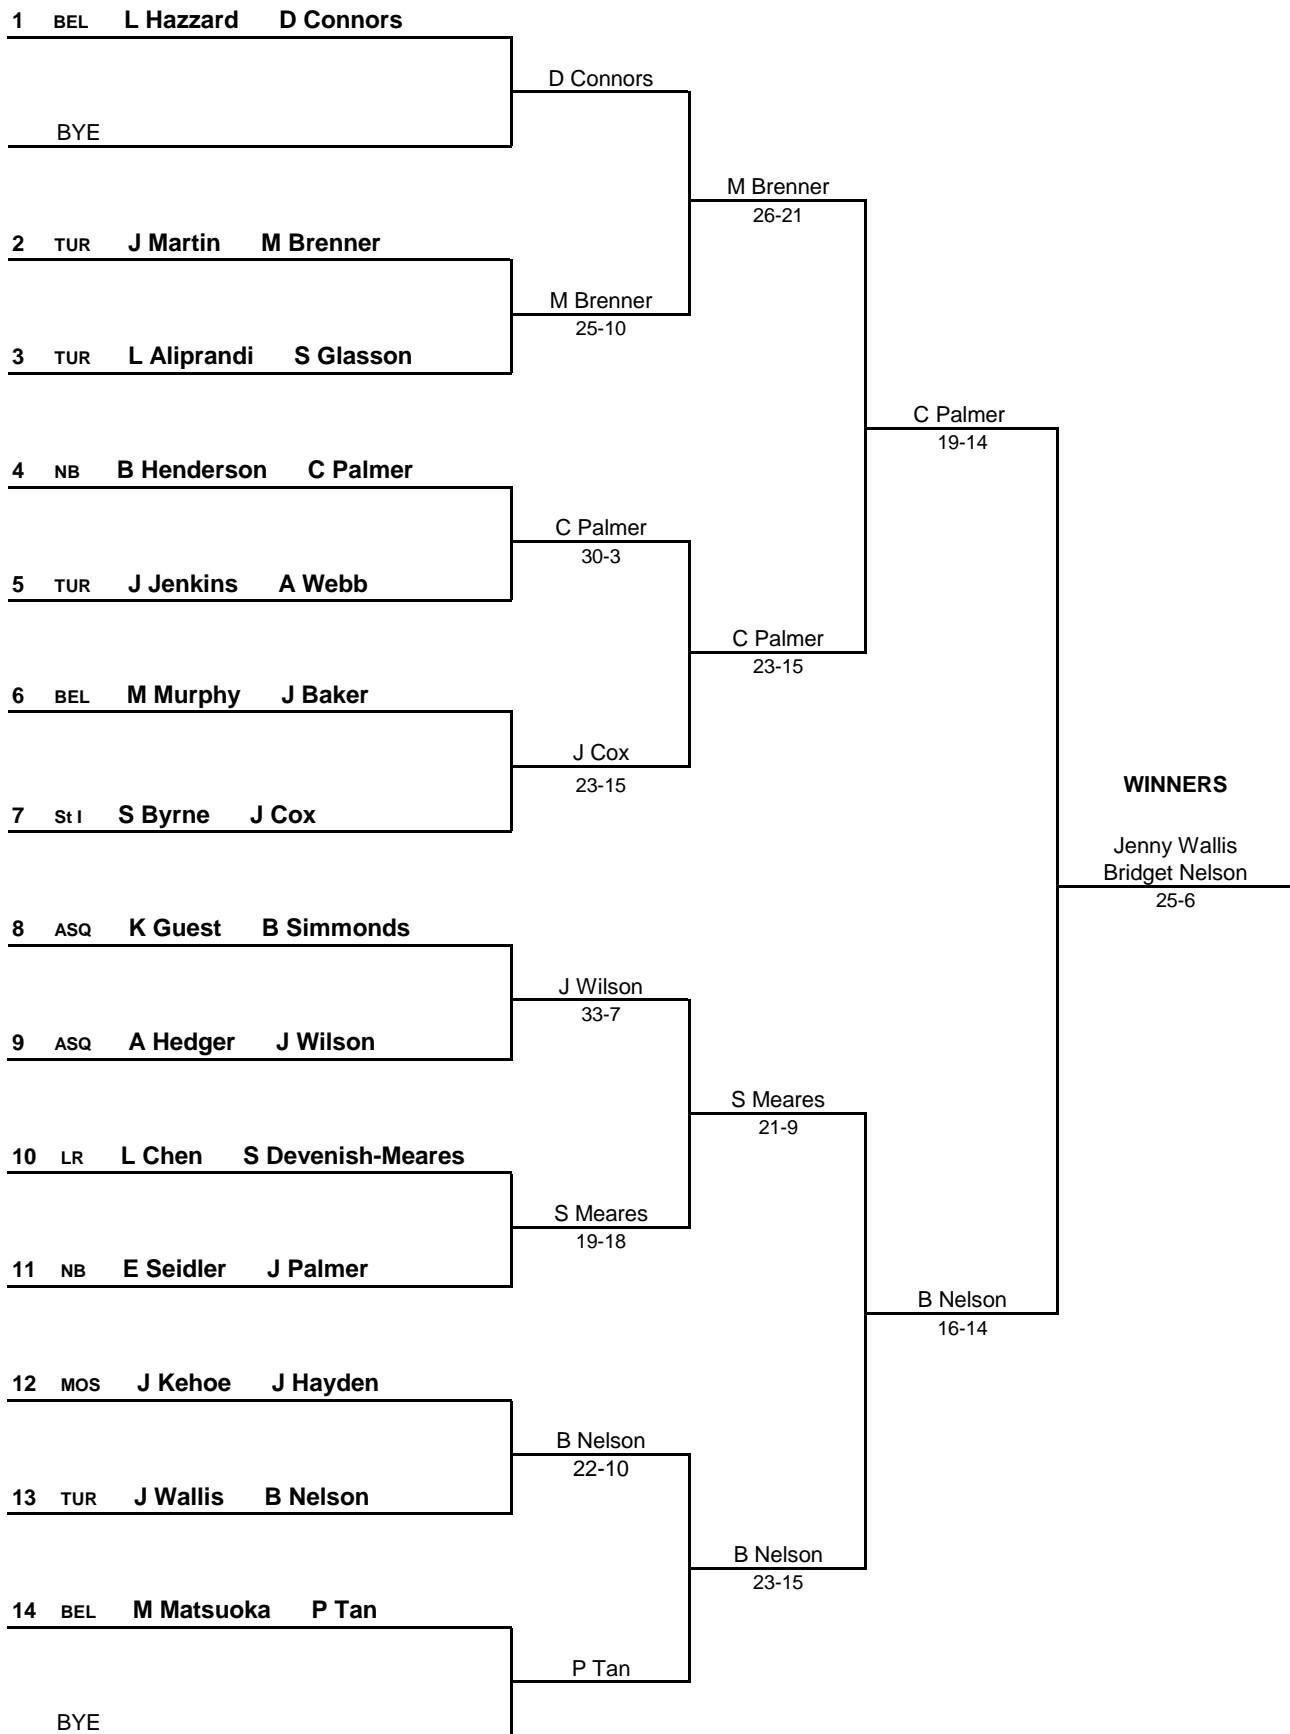 1 BEL L Hazzard D Connors
D Connors
BYE
M Brenner
26-21
2 TUR J Martin M Brenner
M Brenner
25-10
3 TUR L Aliprandi S Glasson
C Palmer
19-14
4 NB B Henderson C Palmer
C Palmer
30-3
5 TUR J Jenkins A Webb
C Palmer
23-15
6 BEL M Murphy J Baker
J Cox
23-15
WINNERS
7 St I S Byrne J Cox
Jenny Wallis
Bridget Nelson
25-6
8 ASQ K Guest B Simmonds
J Wilson
33-7
9 ASQ A Hedger J Wilson
S Meares
21-9
10 LR L Chen S Devenish-Meares
S Meares
19-18
11 NB E Seidler J Palmer
B Nelson
16-14
12 MOS J Kehoe J Hayden
B Nelson
22-10
13 TUR J Wallis B Nelson
B Nelson
23-15
14 BEL M Matsuoka P Tan
P Tan
BYE